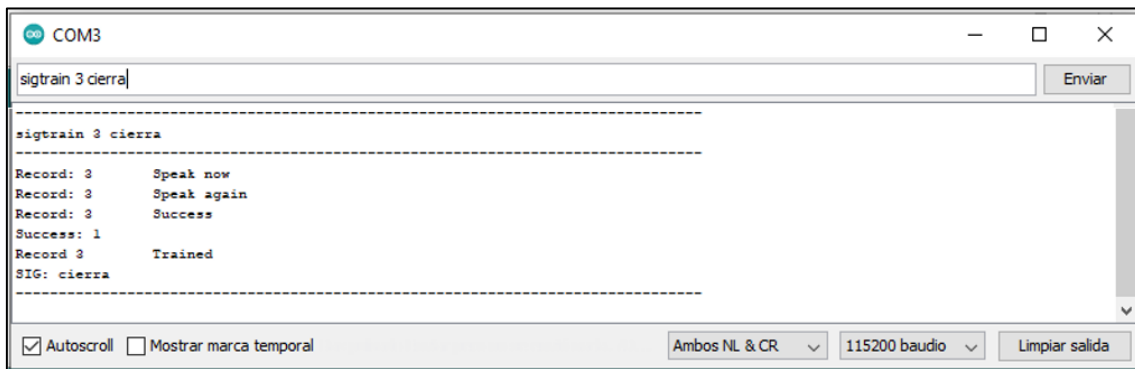 COM3
sigtrain 3 cierra
Enviar
--------------------------------------------------------------------------------
sigtrain 3 cierra
--------------------------------------------------------------------------------
Record: 3 Speak now
Record: 3 Speak again
Record: 3 Success
Success: 1
Record 3 Trained
SIG: cierra
--------------------------------------------------------------------------------
Autoscroll Mostrar marca temporal Ambos NL & CR 115200 baudio Limpiar salida